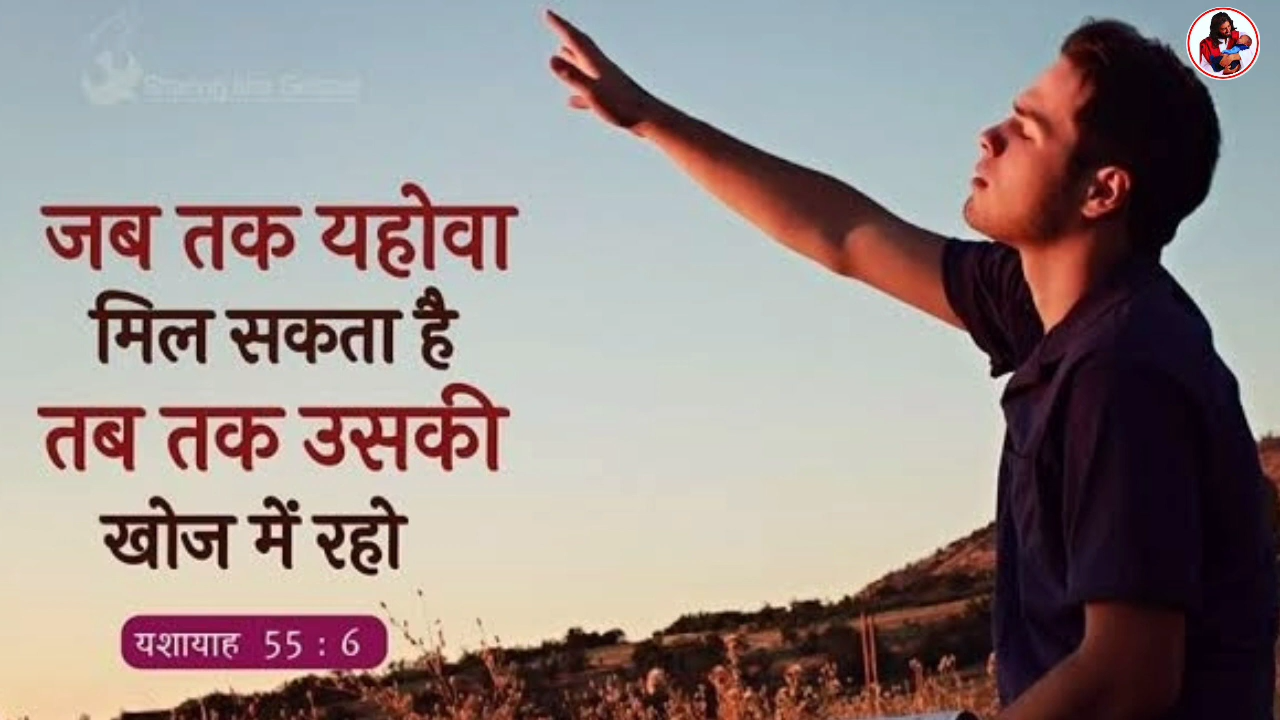 जब तक यहोवा
मिल सकता है
तब तक उसकी
खोज में रहो
यशायाह 55 : 6